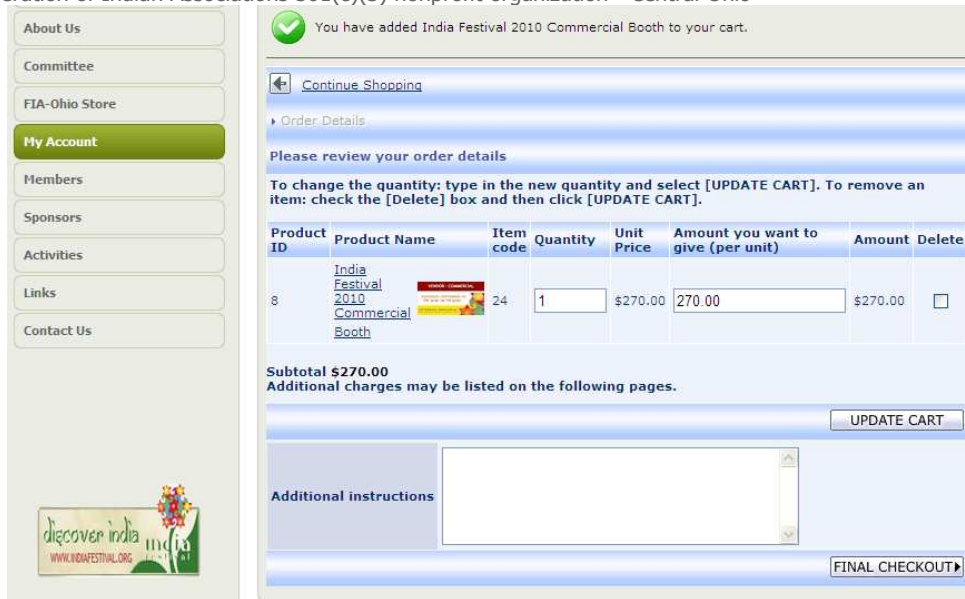 About Us
Committee
FIA-Ohio Store
My Account
Members
Sponsors
Activities
Links
Contact Us
discover india
WWW.INDIAFESTIVAL.ORG
india
You have added India Festival 2010 Commercial Booth to your cart.
Continue Shopping
Order Details
Please review your order details
To change the quantity: type in the new quantity and select [UPDATE CART]. To remove an
item: check the [Delete] box and then click [UPDATE CART].
Product ID Product Name Item code Quantity Unit Price Amount you want to give (per unit) Amount Delete
8 India Festival 2010 Commercial Booth 24 1 $270.00 270.00 $270.00
Subtotal $270.00
Additional charges may be listed on the following pages.
UPDATE CART
Additional instructions
FINAL CHECKOUT